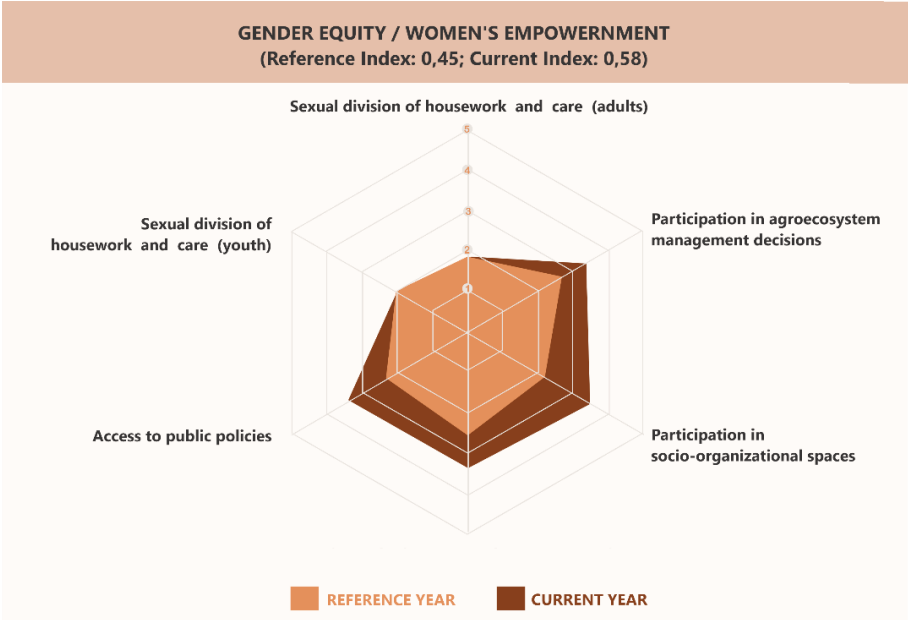 GENDER EQUITY / WOMEN'S EMPOWERNMENT
(Reference Index: 0,45; Current Index: 0,58)
Sexual division of housework and care (adults)
5
4
3
2
1
Sexual division of
housework and care (youth)
Participation in agroecosystem
management decisions
Access to public policies
Participation in
socio-organizational spaces
REFERENCE YEAR
CURRENT YEAR